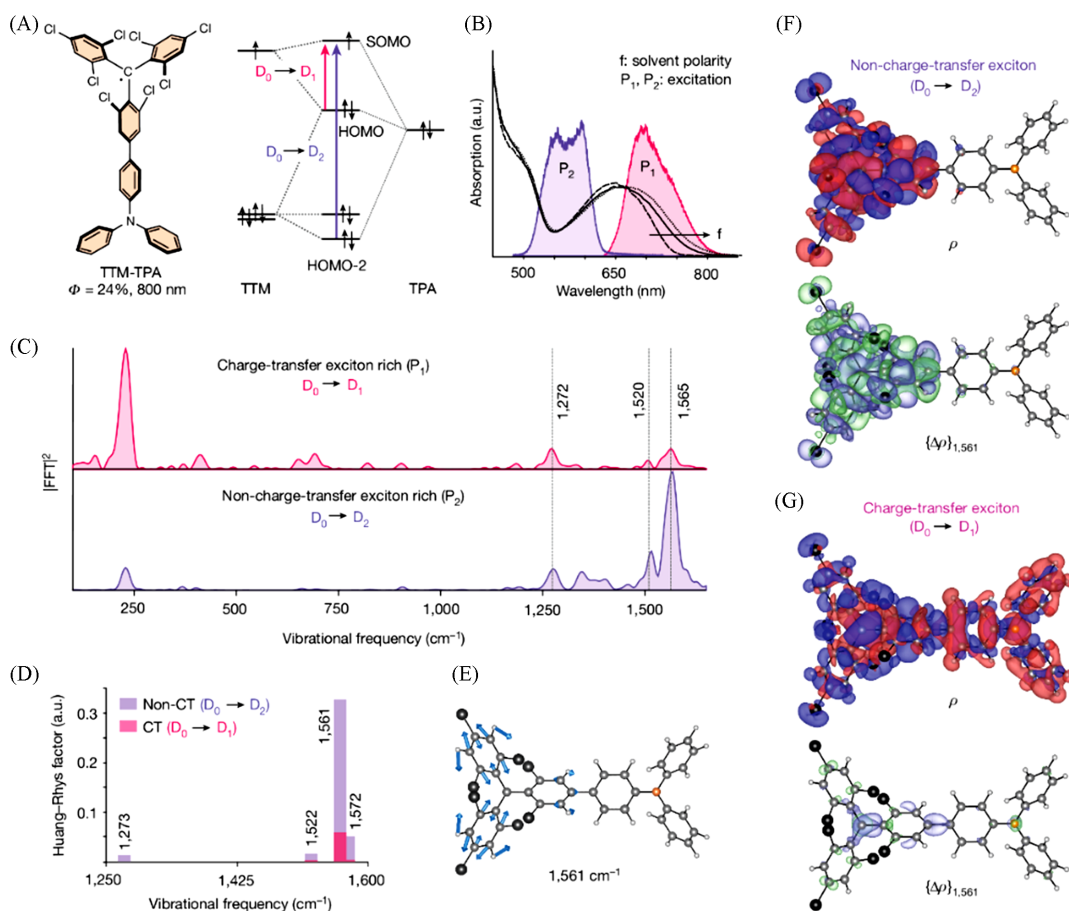 (A)
Cl
Cl
Cl
Cl
Cl
Cl
Cl
Cl
C
N
TTM-TPA
Φ = 24%, 800 nm
SOMO
D0 → D1
HOMO
D0 → D2
HOMO-2
TTM
TPA
(B)
Absorption (a.u.)
f: solvent polarity
P1, P2: excitation
P2
P1
f
500
650
800
Wavelength (nm)
(C)
|FFT|²
Charge-transfer exciton rich (P1)
D0 → D1
1,272
1,520
1,565
Non-charge-transfer exciton rich (P2)
D0 → D2
250
500
750
1,000
1,250
1,500
Vibrational frequency (cm⁻¹)
(D)
Huang–Rhys factor (a.u.)
0.3
0.2
0.1
Non-CT (D0 → D2)
CT (D0 → D1)
1,273
1,522
1,561
1,572
1,250
1,425
1,600
Vibrational frequency (cm⁻¹)
(E)
1,561 cm⁻¹
(F)
Non-charge-transfer exciton
(D0 → D2)
ρ
{Δρ}1,561
(G)
Charge-transfer exciton
(D0 → D1)
ρ
{Δρ}1,561